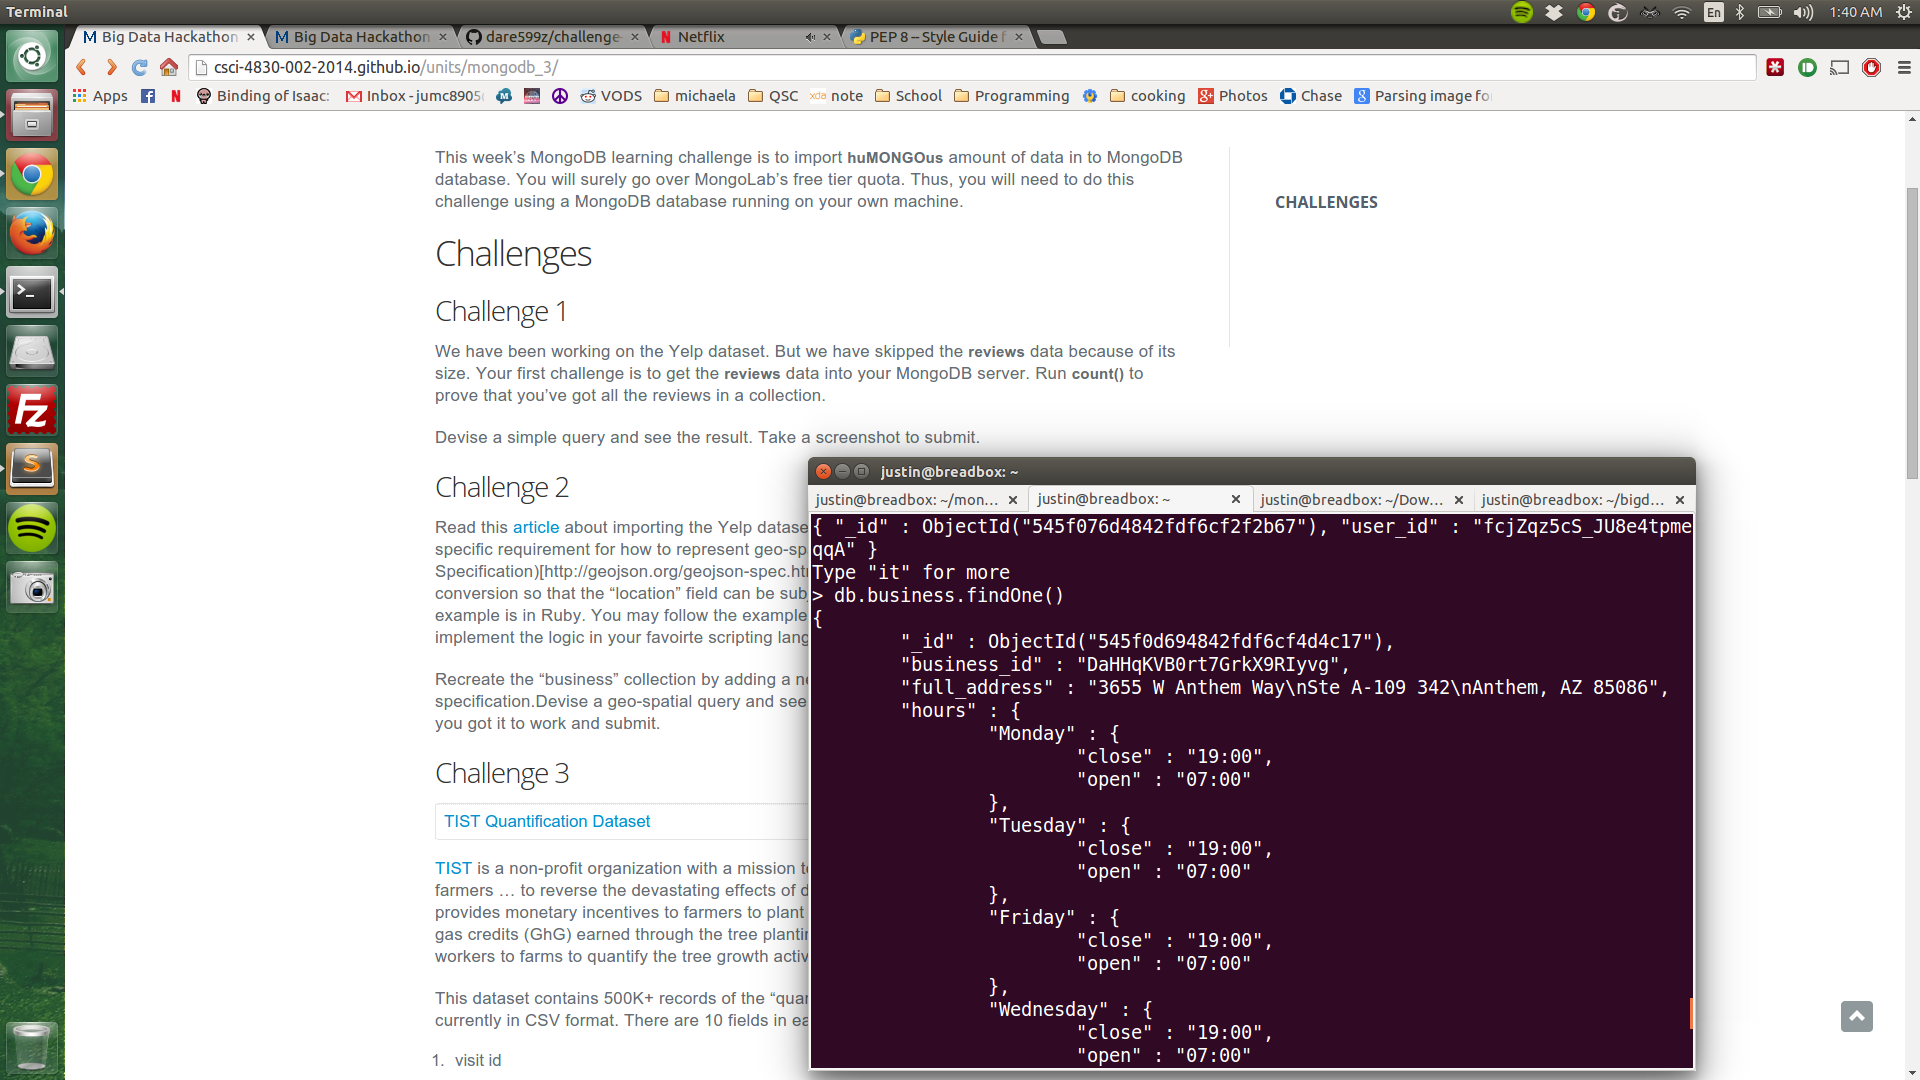 Terminal
En
1:40 AM
Big Data Hackathon
Big Data Hackathon
dare599z/challenge-
Netflix
PEP 8 – Style Guide f
csci-4830-002-2014.github.io/units/mongodb_3/
Apps
Binding of Isaac:
Inbox - jumc8905
VODS
michaela
QSC
xda note
School
Programming
cooking
Photos
Chase
Parsing image fo
This week’s MongoDB learning challenge is to import huMONGOus amount of data in to MongoDB
database. You will surely go over MongoLab’s free tier quota. Thus, you will need to do this
challenge using a MongoDB database running on your own machine.
CHALLENGES
Challenges
Challenge 1
We have been working on the Yelp dataset. But we have skipped the reviews data because of its
size. Your first challenge is to get the reviews data into your MongoDB server. Run count() to
prove that you’ve got all the reviews in a collection.
Devise a simple query and see the result. Take a screenshot to submit.
Challenge 2
Read this article about importing the Yelp datase
specific requirement for how to represent geo-sp
Specification)[http://geojson.org/geojson-spec.htm
conversion so that the “location” field can be sub
example is in Ruby. You may follow the example
implement the logic in your favoirte scripting lang
Recreate the “business” collection by adding a ne
specification.Devise a geo-spatial query and see
you got it to work and submit.
Challenge 3
TIST Quantification Dataset
TIST is a non-profit organization with a mission to
farmers … to reverse the devastating effects of d
provides monetary incentives to farmers to plant
gas credits (GhG) earned through the tree plantin
workers to farms to quantify the tree growth activ
This dataset contains 500K+ records of the “quan
currently in CSV format. There are 10 fields in ea
1. visit id
justin@breadbox: ~
justin@breadbox: ~/mon...
justin@breadbox: ~
justin@breadbox: ~/Dow...
justin@breadbox: ~/bigd...
{ "_id" : ObjectId("545f076d4842fdf6cf2f2b67"), "user_id" : "fcjZqz5cS_JU8e4tpme
qqA" }
Type "it" for more
> db.business.findOne()
{
"_id" : ObjectId("545f0d694842fdf6cf4d4c17"),
"business_id" : "DaHHqKVB0rt7GrkX9RIyvg",
"full_address" : "3655 W Anthem Way\nSte A-109 342\nAnthem, AZ 85086",
"hours" : {
"Monday" : {
"close" : "19:00",
"open" : "07:00"
},
"Tuesday" : {
"close" : "19:00",
"open" : "07:00"
},
"Friday" : {
"close" : "19:00",
"open" : "07:00"
},
"Wednesday" : {
"close" : "19:00",
"open" : "07:00"